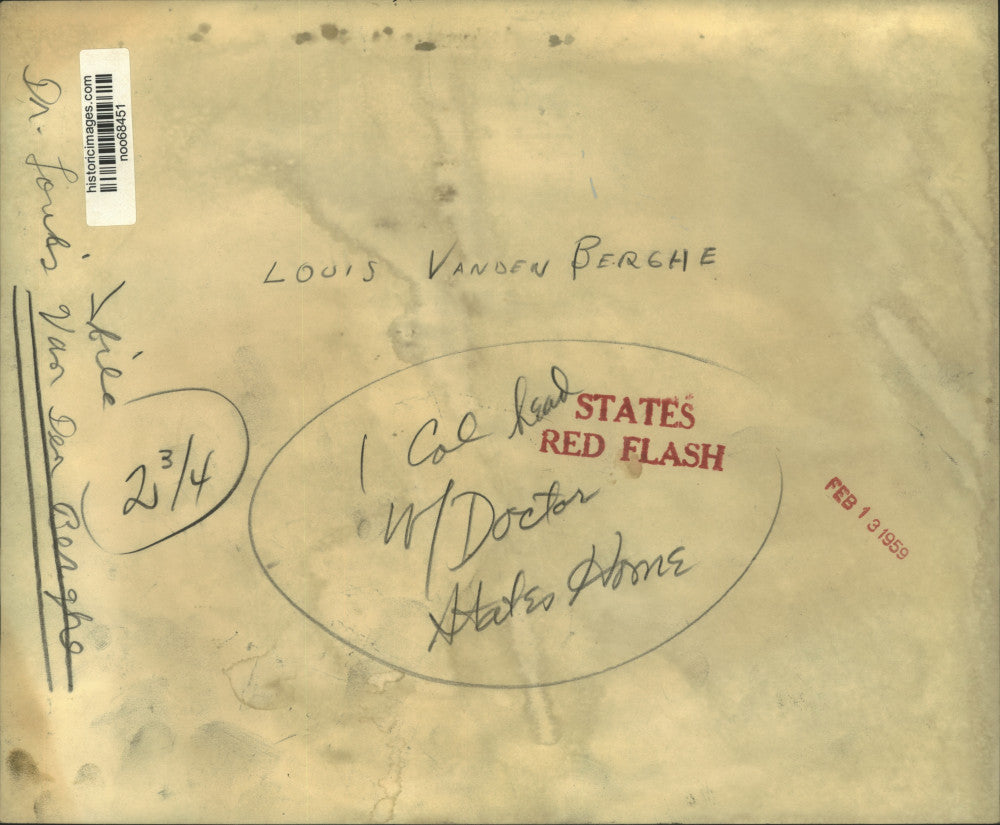 historicimages.com
noo68451
Dr. Louis Van Den Berghe
file
LOUIS VANDEN BERGHE
2 3/4
1 Col head
W/Doctor
States Home
STATES
RED FLASH
FEB 13 1959